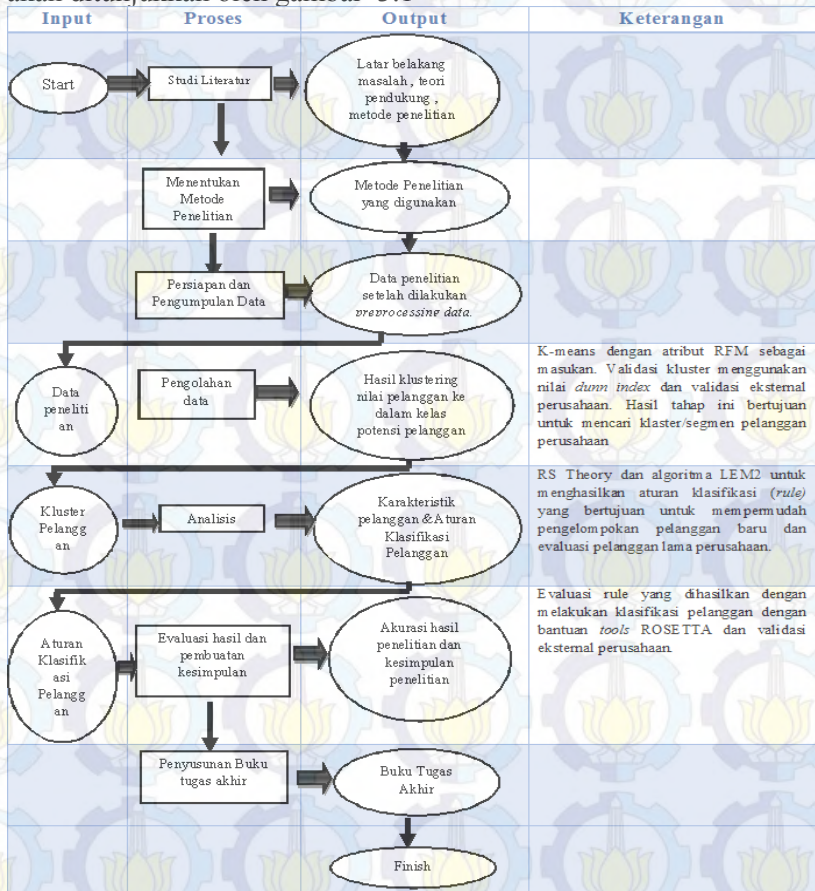 akan ditunjukkan oleh gambar 3.1
Input Proses Output Keterangan
Start
Studi Literatur
Latar belakang
masalah , teori
pendukung ,
metode penelitian
Menentukan
Metode
Penelitian
Metode Penelitian
yang digunakan
Persiapan dan
Pengumpulan Data
Data penelitian
setelah dilakukan
preprocessing data.
Data
peneliti
an
Pengolahan
data
Hasil klustering
nilai pelanggan ke
dalam kelas
potensi pelanggan
K-means dengan atribut RFM sebagai
masukan. Validasi kluster menggunakan
nilai dunn index dan validasi eksternal
perusahaan. Hasil tahap ini bertujuan
untuk mencari klaster/segmen pelanggan
perusahaan
Kluster
Pelangg
an
Analisis
Karakteristik
pelanggan &Aturan
Klasifikasi
Pelanggan
RS Theory dan algoritma LEM2 untuk
menghasilkan aturan klasifikasi (rule)
yang bertujuan untuk mempermudah
pengelompokan pelanggan baru dan
evaluasi pelanggan lama perusahaan.
Aturan
Klasifik
asi
Pelangg
an
Evaluasi hasil dan
pembuatan
kesimpulan
Akurasi hasil
penelitian dan
kesimpulan
penelitian
Evaluasi rule yang dihasilkan dengan
melakukan klasifikasi pelanggan dengan
bantuan tools ROSETTA dan validasi
eksternal perusahaan.
Penyusunan Buku
tugas akhir
Buku Tugas
Akhir
Finish